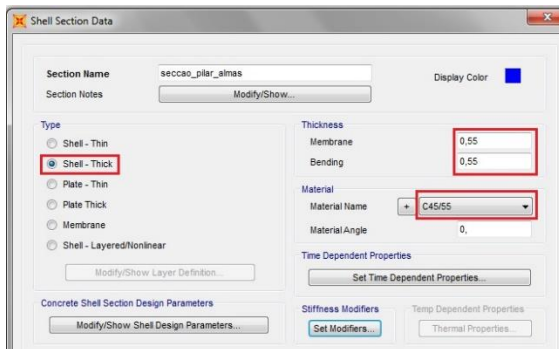 Shell Section Data
Section Name seccao_pilar_almas Display Color
Section Notes Modify/Show...
Type
Shell - Thin
Shell - Thick
Plate - Thin
Plate Thick
Membrane
Shell - Layered/Nonlinear
Modify/Show Layer Definition...
Concrete Shell Section Design Parameters
Modify/Show Shell Design Parameters...
Thickness
Membrane 0,55
Bending 0,55
Material
Material Name + C45/55
Material Angle 0,
Time Dependent Properties
Set Time Dependent Properties...
Stiffness Modifiers
Set Modifiers...
Temp Dependent Properties
Thermal Properties...